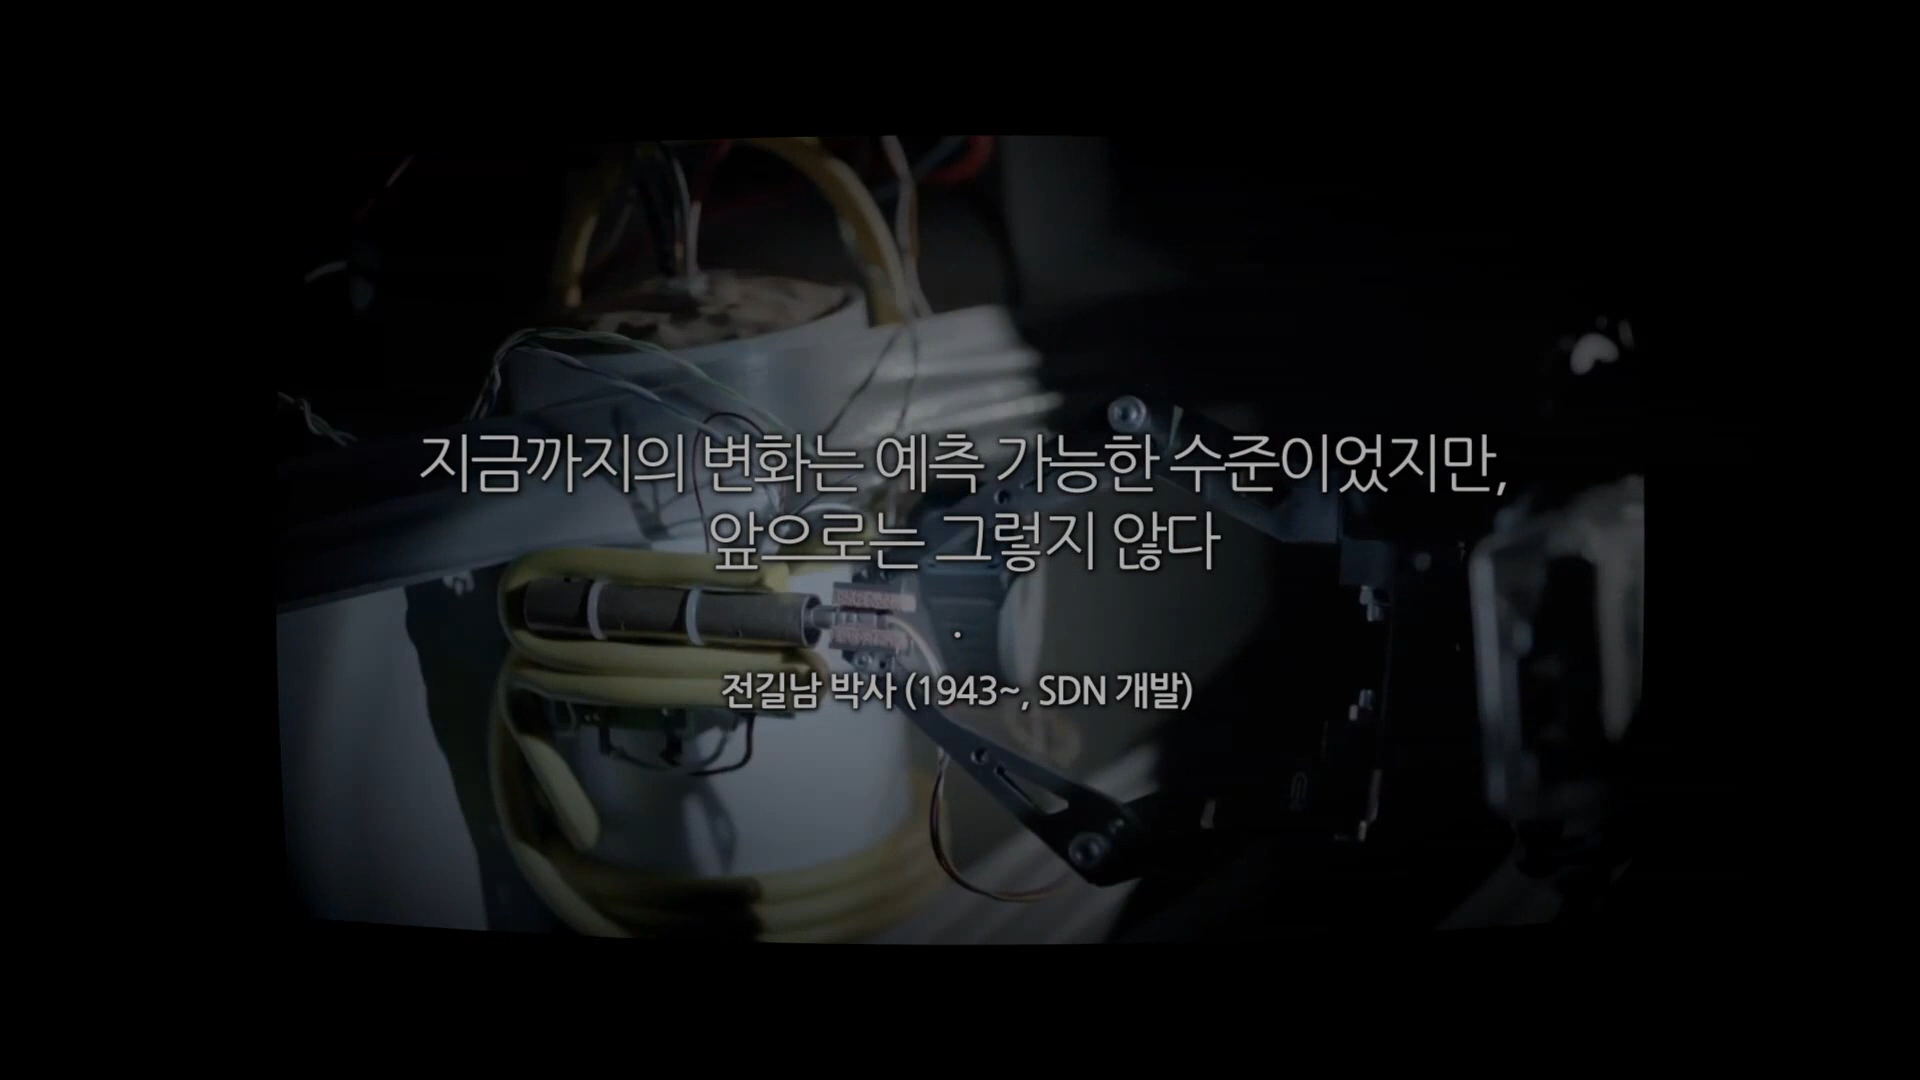 지금까지의 변화는 예측 가능한 수준이었지만,
앞으로는 그렇지 않다
전길남 박사 (1943~, SDN 개발)